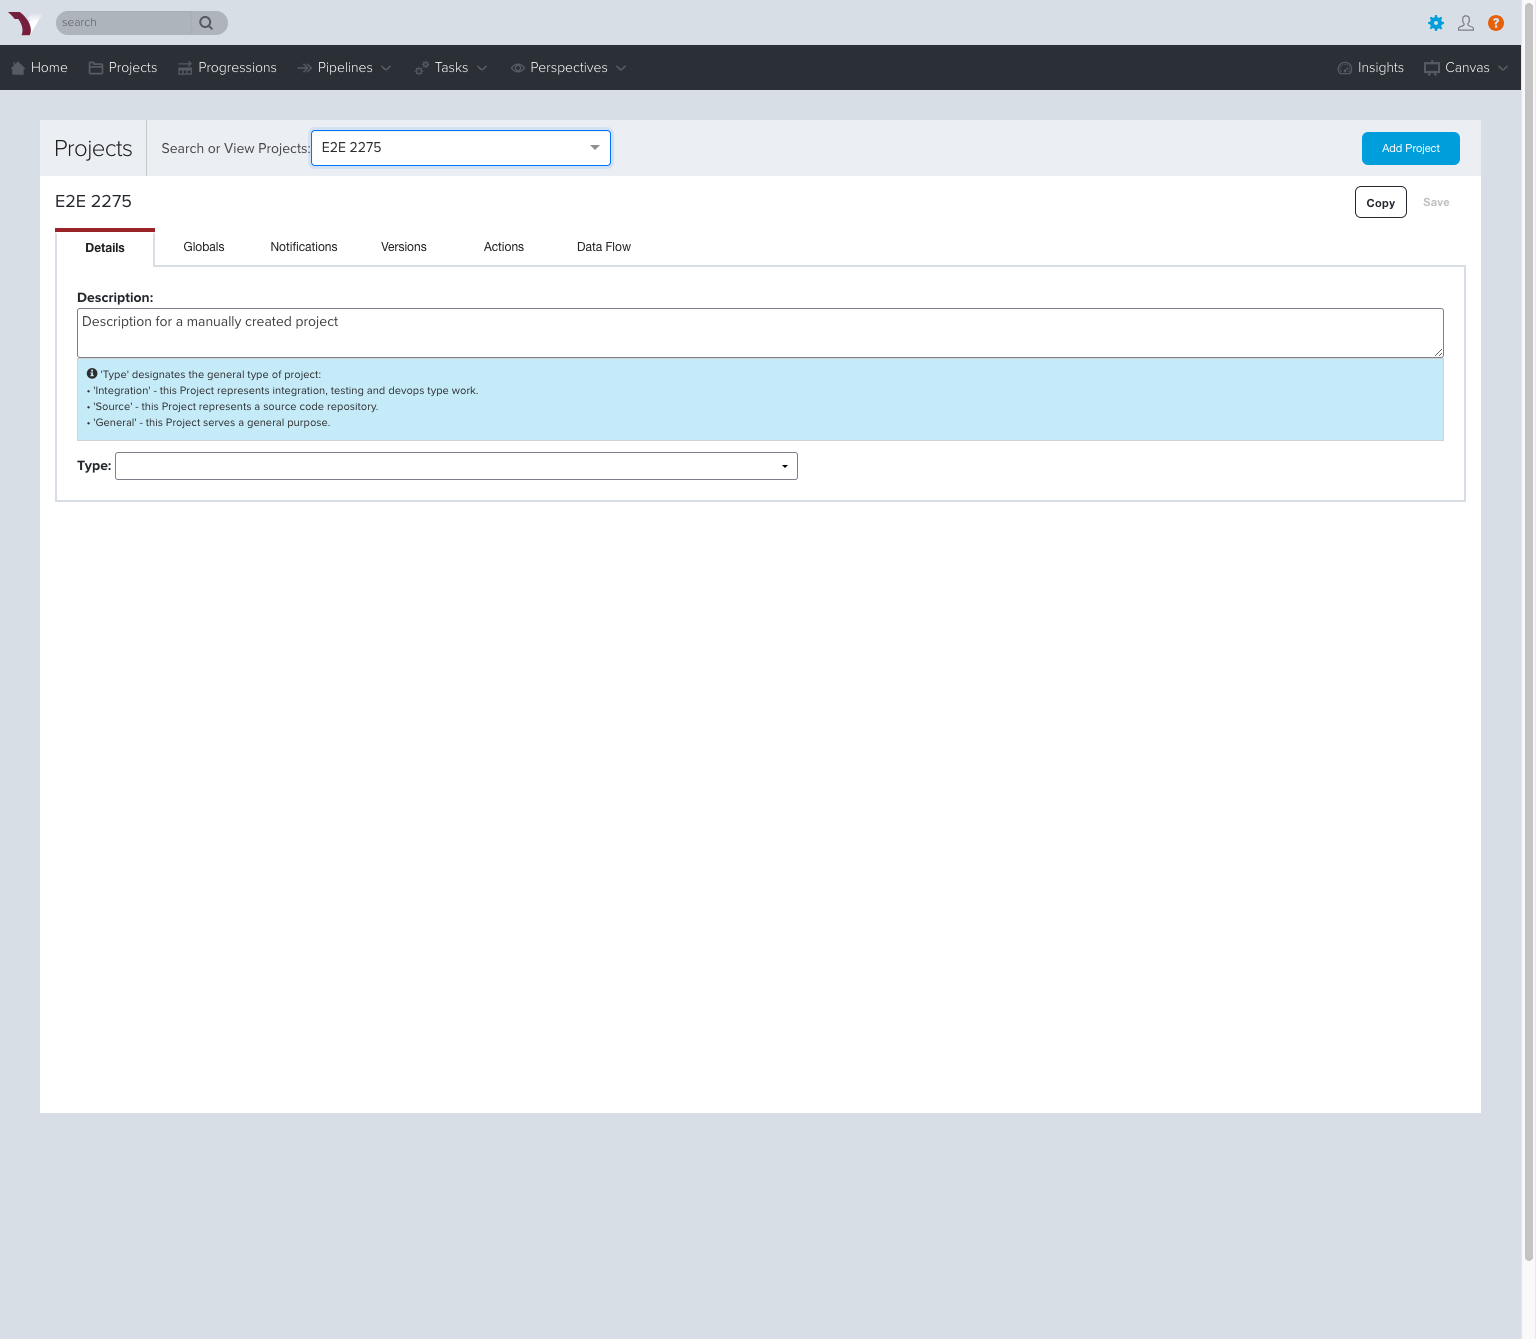 search
?
Home Projects Progressions Pipelines Tasks Perspectives Insights Canvas
Projects Search or View Projects: E2E 2275 Add Project
E2E 2275 Copy Save
Details Globals Notifications Versions Actions Data Flow
Description:
Description for a manually created project
'Type' designates the general type of project:
• 'Integration' - this Project represents integration, testing and devops type work.
• 'Source' - this Project represents a source code repository.
• 'General' - this Project serves a general purpose.
Type: